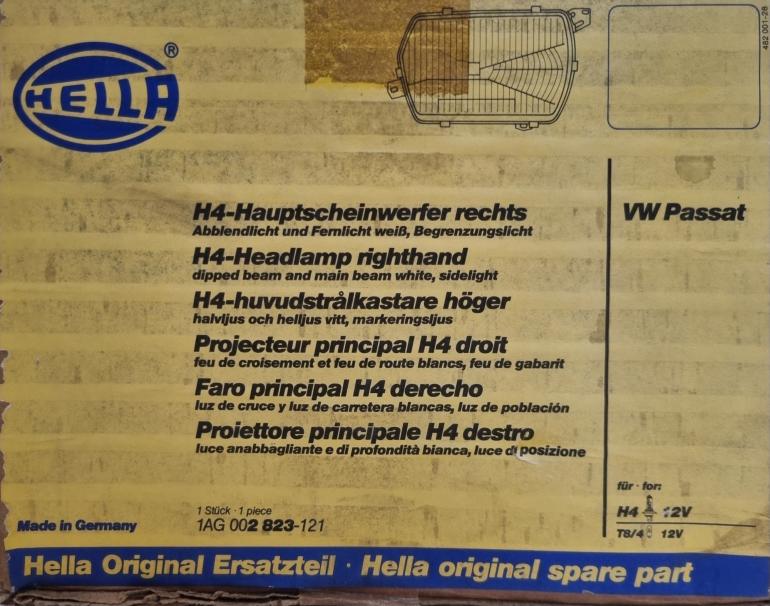 482 001-28
HELLA®
H4-Hauptscheinwerfer rechts
Abblendlicht und Fernlicht weiß, Begrenzungslicht
H4-Headlamp righthand
dipped beam and main beam white, sidelight
H4-huvudstrålkastare höger
halvljus och helljus vitt, markeringsljus
Projecteur principal H4 droit
feu de croisement et feu de route blancs, feu de gabarit
Faro principal H4 derecho
luz de cruce y luz de carretera blancas, luz de población
Proiettore principale H4 destro
luce anabbagliante e di profondità bianca, luce di posizione
VW Passat
für · for:
H4 12V
T8/4 12V
1 Stück · 1 piece
1AG 002 823-121
Made in Germany
Hella Original Ersatzteil · Hella original spare part